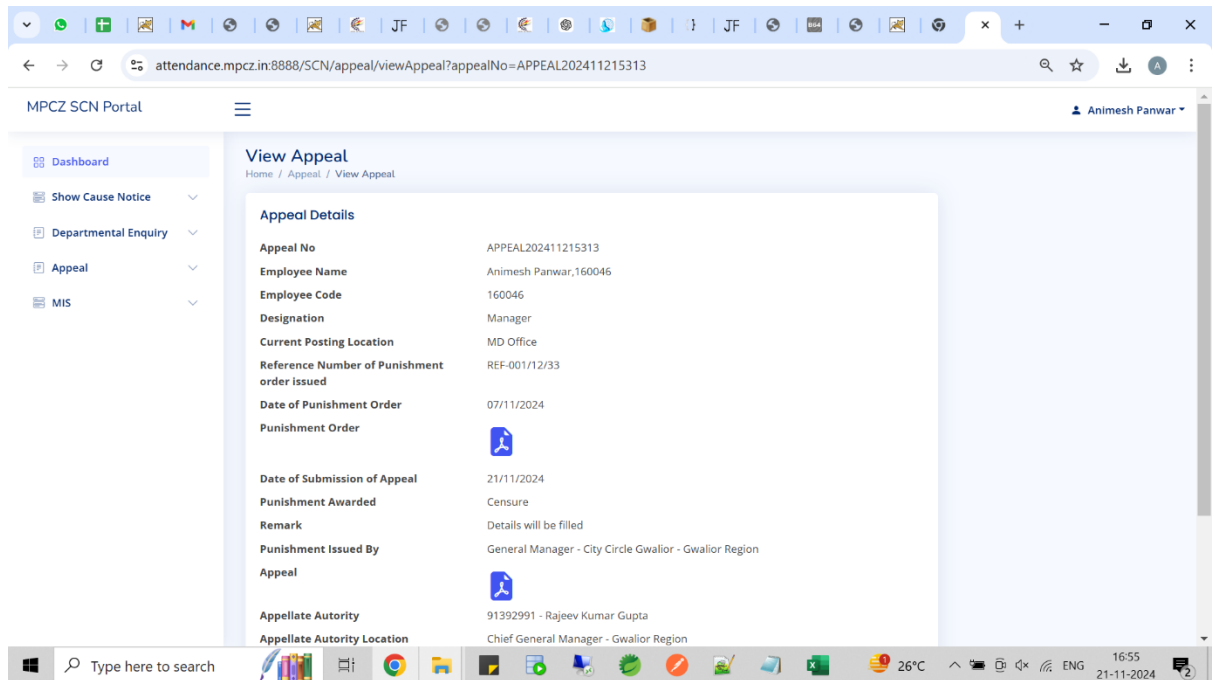 JF
JF
BS4
attendance.mpcz.in:8888/SCN/appeal/viewAppeal?appealNo=APPEAL202411215313
A
MPCZ SCN Portal
Animesh Panwar
Dashboard
Show Cause Notice
Departmental Enquiry
Appeal
MIS
View Appeal
Home / Appeal / View Appeal
Appeal Details
Appeal No APPEAL202411215313
Employee Name Animesh Panwar,160046
Employee Code 160046
Designation Manager
Current Posting Location MD Office
Reference Number of Punishment REF-001/12/33
order issued
Date of Punishment Order 07/11/2024
Punishment Order
Date of Submission of Appeal 21/11/2024
Punishment Awarded Censure
Remark Details will be filled
Punishment Issued By General Manager - City Circle Gwalior - Gwalior Region
Appeal
Appellate Autority 91392991 - Rajeev Kumar Gupta
Appellate Autority Location Chief General Manager - Gwalior Region
Type here to search
26°C
ENG
16:55
21-11-2024
2